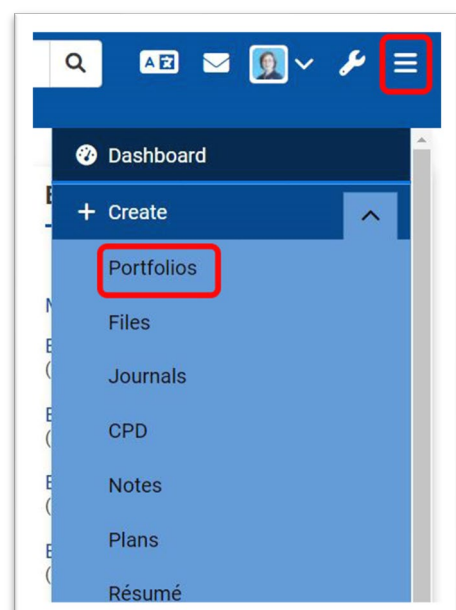 Dashboard
Create
Portfolios
Files
Journals
CPD
Notes
Plans
Résumé